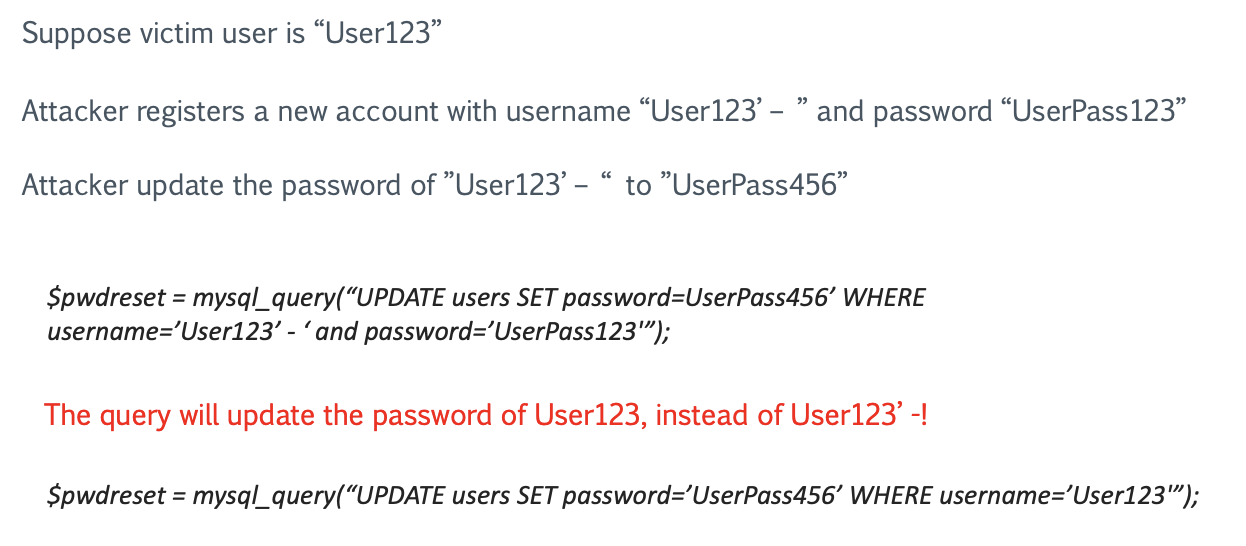 Suppose victim user is “User123”
Attacker registers a new account with username “User123’ – ” and password “UserPass123”
Attacker update the password of ”User123’ – “ to ”UserPass456”
$pwdreset = mysql_query(“UPDATE users SET password=UserPass456’ WHERE
username=’User123’ - ‘ and password=’UserPass123'”);
The query will update the password of User123, instead of User123’ -!
$pwdreset = mysql_query(“UPDATE users SET password=’UserPass456’ WHERE username=’User123'”);